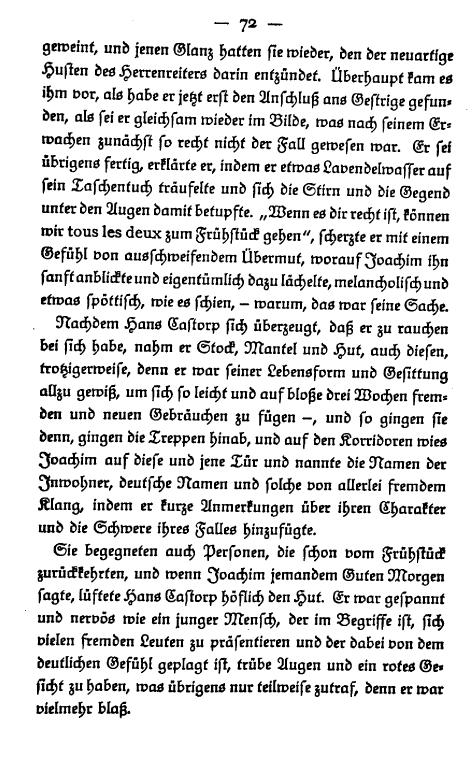 — 72 —
geweint, und jenen Glanz hatten sie wieder, den der neuartige
Husten des Herrenreiters darin entzündet. Überhaupt kam es
ihm vor, als habe er jetzt erst den Anschluß ans Gestrige gefun-
den, als sei er gleichsam wieder im Bilde, was nach seinem Er-
wachen zunächst so recht nicht der Fall gewesen war. Er sei
übrigens fertig, erklärte er, indem er etwas Lavendelwasser auf
sein Taschentuch träufelte und sich die Stirn und die Gegend
unter den Augen damit betupfte. „Wenn es dir recht ist, können
wir tous les deux zum Frühstück gehen“, scherzte er mit einem
Gefühl von ausschweifendem Übermut, worauf Joachim ihn
sanft anblickte und eigentümlich dazu lächelte, melancholisch und
etwas spöttisch, wie es schien, – warum, das war seine Sache.
Nachdem Hans Castorp sich überzeugt, daß er zu rauchen
bei sich habe, nahm er Stock, Mantel und Hut, auch diesen,
trotzigerweise, denn er war seiner Lebensform und Gesittung
allzu gewiß, um sich so leicht und auf bloße drei Wochen frem-
den und neuen Gebräuchen zu fügen –, und so gingen sie
denn, gingen die Treppen hinab, und auf den Korridoren wies
Joachim auf diese und jene Tür und nannte die Namen der
Inwohner, deutsche Namen und solche von allerlei fremdem
Klang, indem er kurze Anmerkungen über ihren Charakter
und die Schwere ihres Falles hinzufügte.
Sie begegneten auch Personen, die schon vom Frühstück
zurückkehrten, und wenn Joachim jemandem Guten Morgen
sagte, lüftete Hans Castorp höflich den Hut. Er war gespannt
und nervös wie ein junger Mensch, der im Begriffe ist, sich
vielen fremden Leuten zu präsentieren und der dabei von dem
deutlichen Gefühl geplagt ist, trübe Augen und ein rotes Ge-
sicht zu haben, was übrigens nur teilweise zutraf, denn er war
vielmehr blaß.